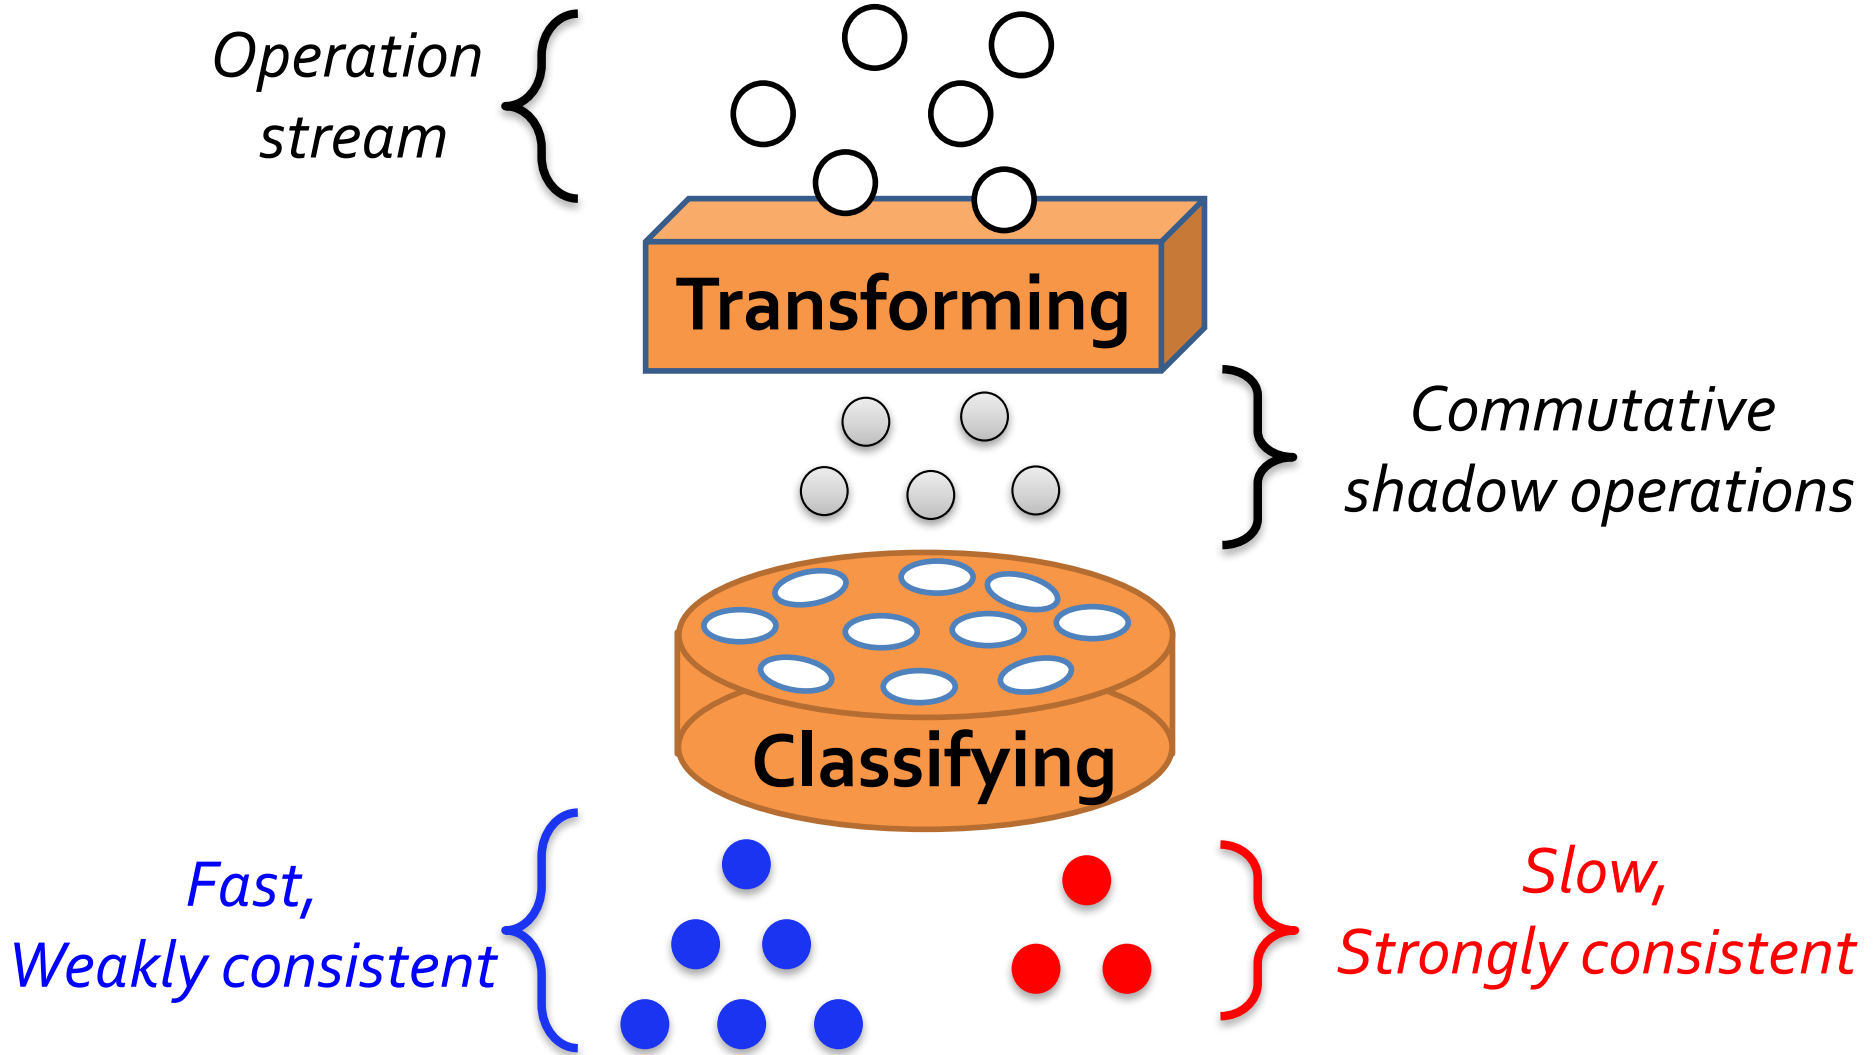 Operation
stream
Transforming
Commutative
shadow operations
Classifying
Fast,
Weakly consistent
Slow,
Strongly consistent